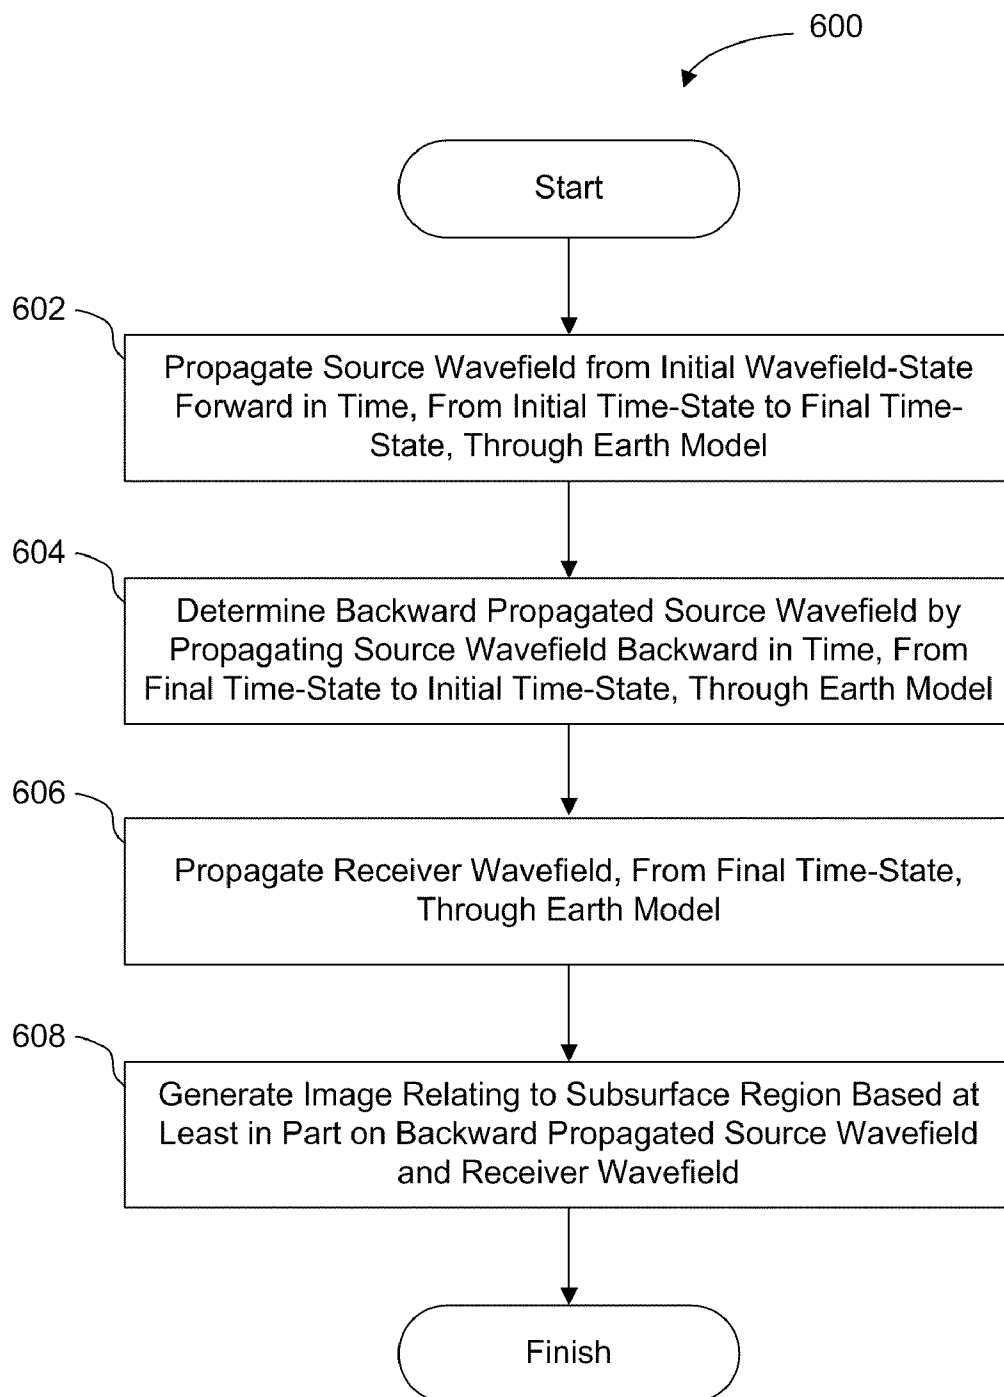 600
Start
602
Propagate Source Wavefield from Initial Wavefield-State
Forward in Time, From Initial Time-State to Final Time-
State, Through Earth Model
604
Determine Backward Propagated Source Wavefield by
Propagating Source Wavefield Backward in Time, From
Final Time-State to Initial Time-State, Through Earth Model
606
Propagate Receiver Wavefield, From Final Time-State,
Through Earth Model
608
Generate Image Relating to Subsurface Region Based at
Least in Part on Backward Propagated Source Wavefield
and Receiver Wavefield
Finish